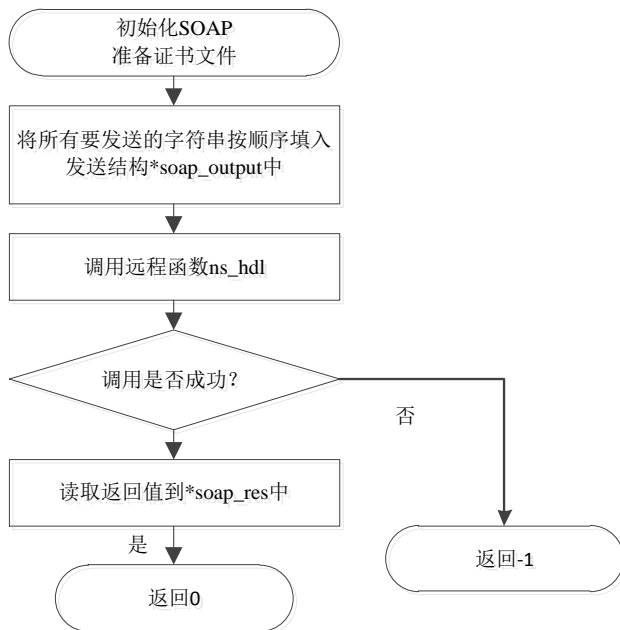 初始化SOAP
准备证书文件
将所有要发送的字符串按顺序填入
发送结构*soap_output中
调用远程函数ns_hdl
调用是否成功？
否
读取返回值到*soap_res中
是
返回-1
返回0